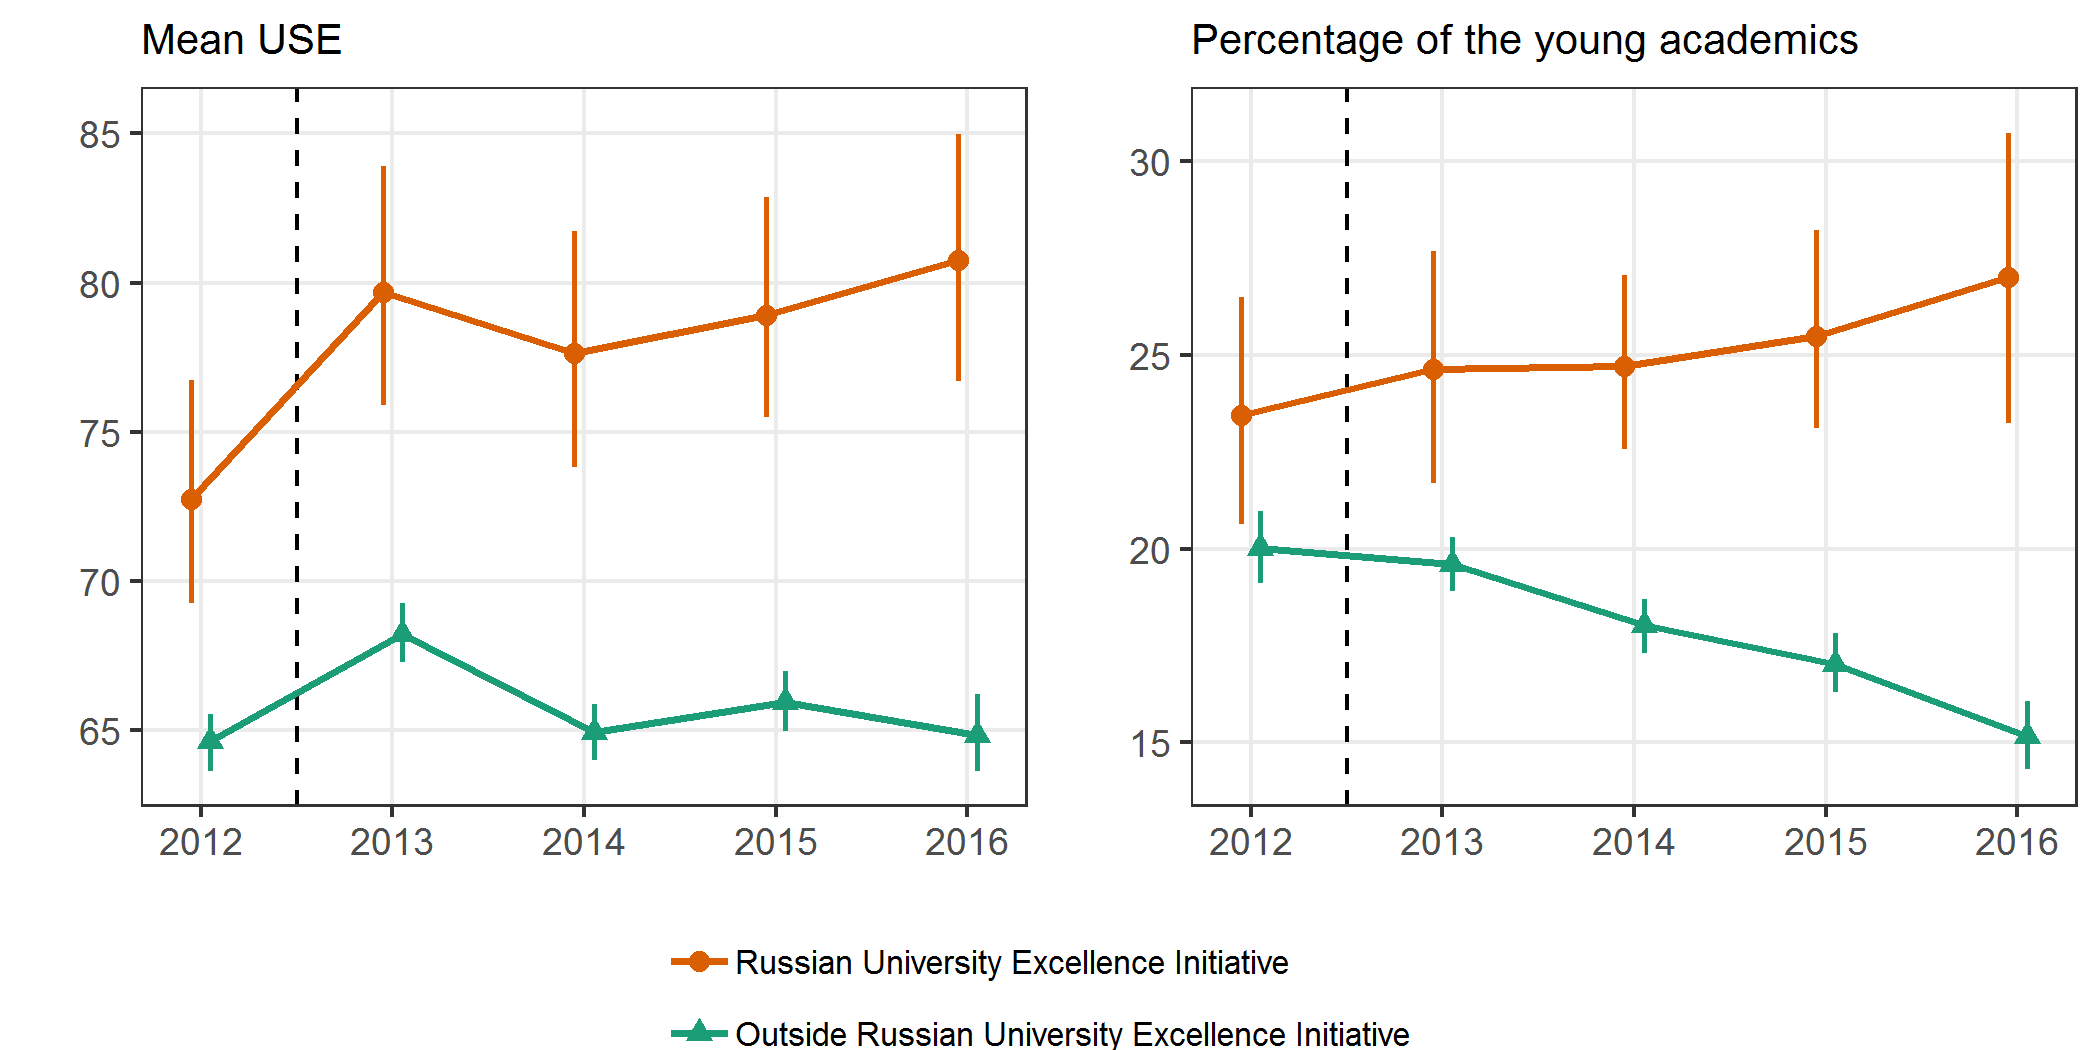 Mean USE
Percentage of the young academics
85
80
75
70
65
30
25
20
15
2012 2013 2014 2015 2016
2012 2013 2014 2015 2016
Russian University Excellence Initiative
Outside Russian University Excellence Initiative